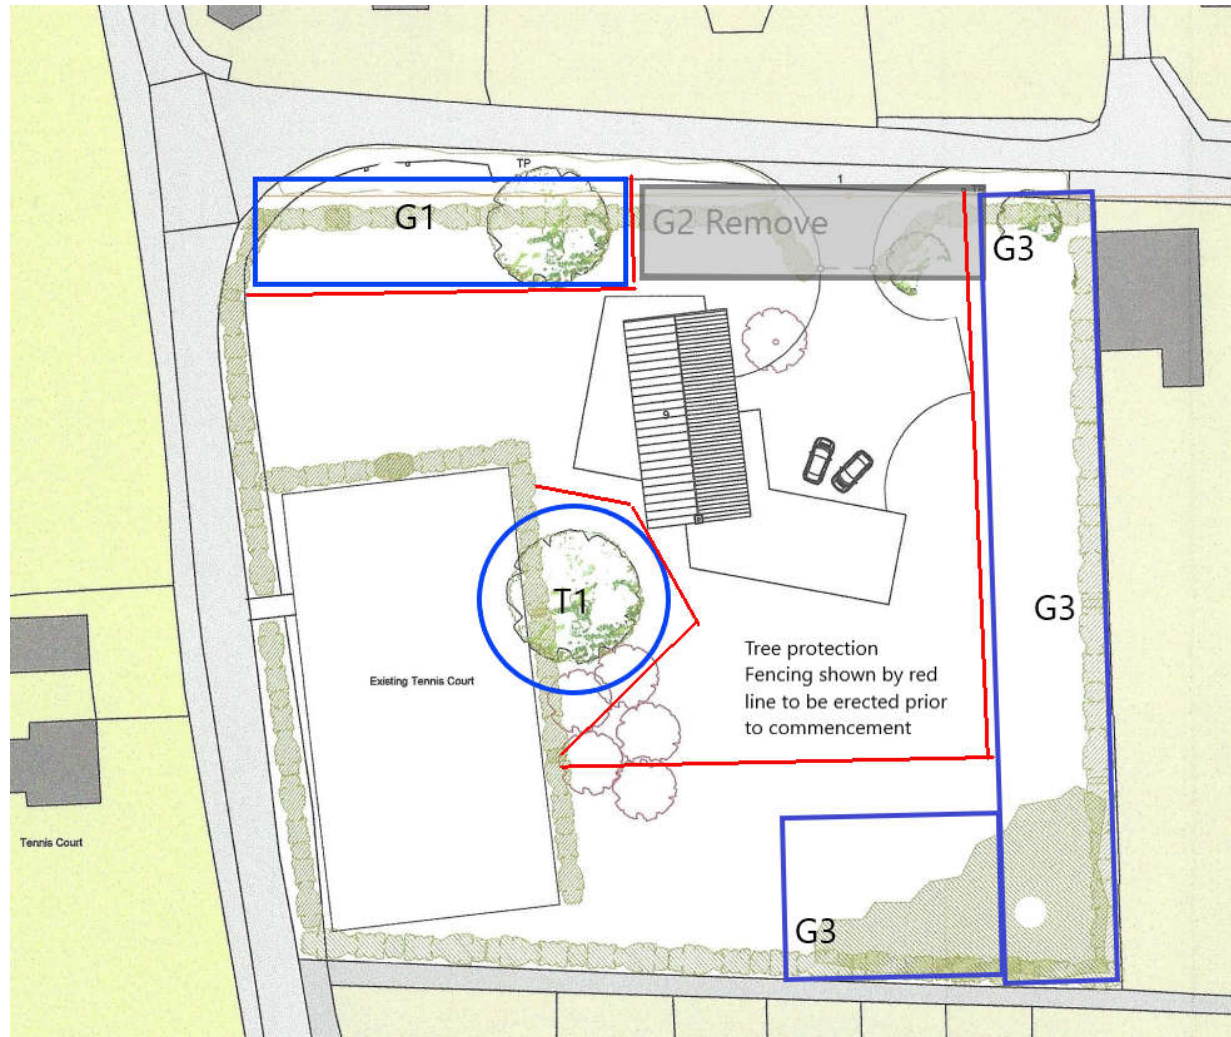 TP
1
TP
G1
G2 Remove
G3
9
T1
G3
Tree protection
Fencing shown by red
line to be erected prior
to commencement
Existing Tennis Court
Tennis Court
G3